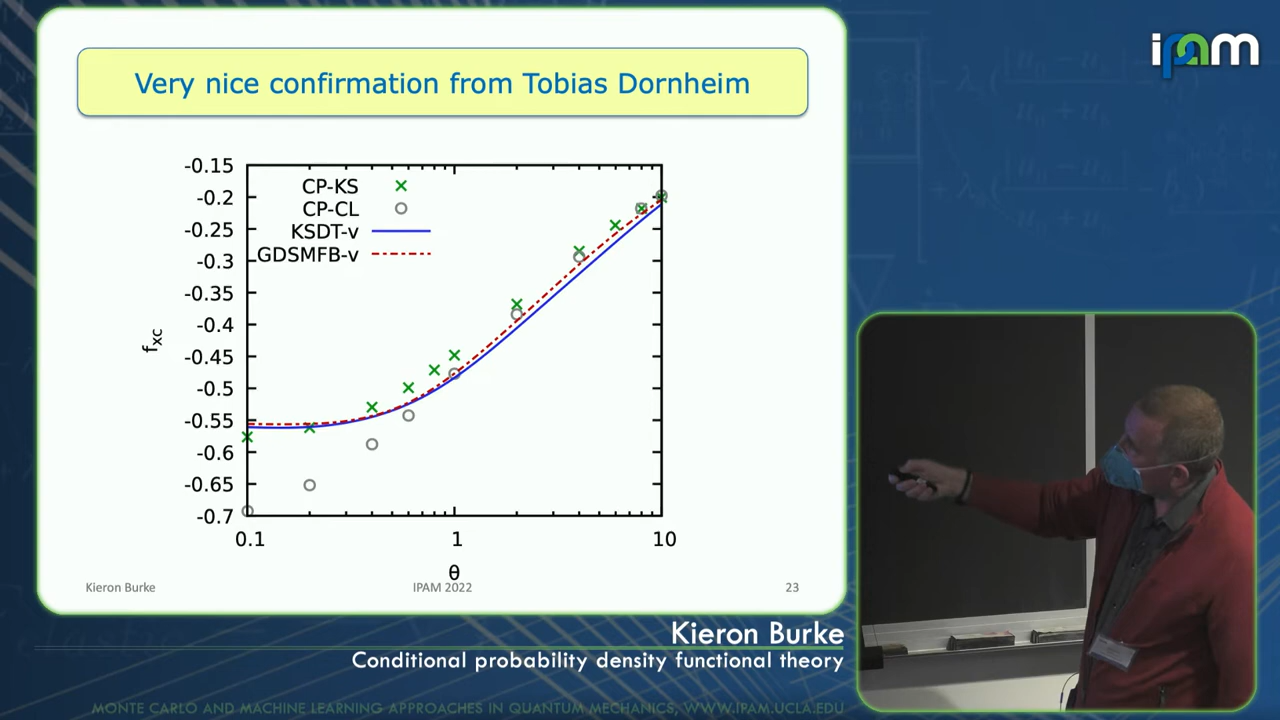 Very nice confirmation from Tobias Dornheim
-0.15
-0.2
-0.25
-0.3
-0.35
-0.4
-0.45
-0.5
-0.55
-0.6
-0.65
-0.7
CP-KS
CP-CL
KSDT-v
GDSMFB-v
fxc
0.1
1
10
θ
Kieron Burke
IPAM 2022
23
ipam
Kieron Burke
Conditional probability density functional theory
MONTE CARLO AND MACHINE LEARNING APPROACHES IN QUANTUM MECHANICS, WWW.IPAM.UCLA.EDU